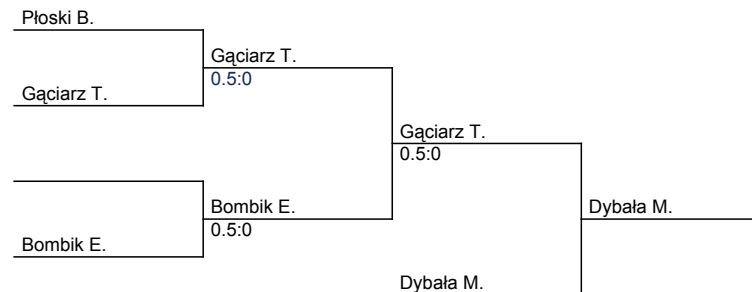 Płoski B.
Gąciarz T.
0.5:0
Gąciarz T.
Gąciarz T.
0.5:0
Bombik E.
0.5:0
Dybała M.
Bombik E.
Dybała M.